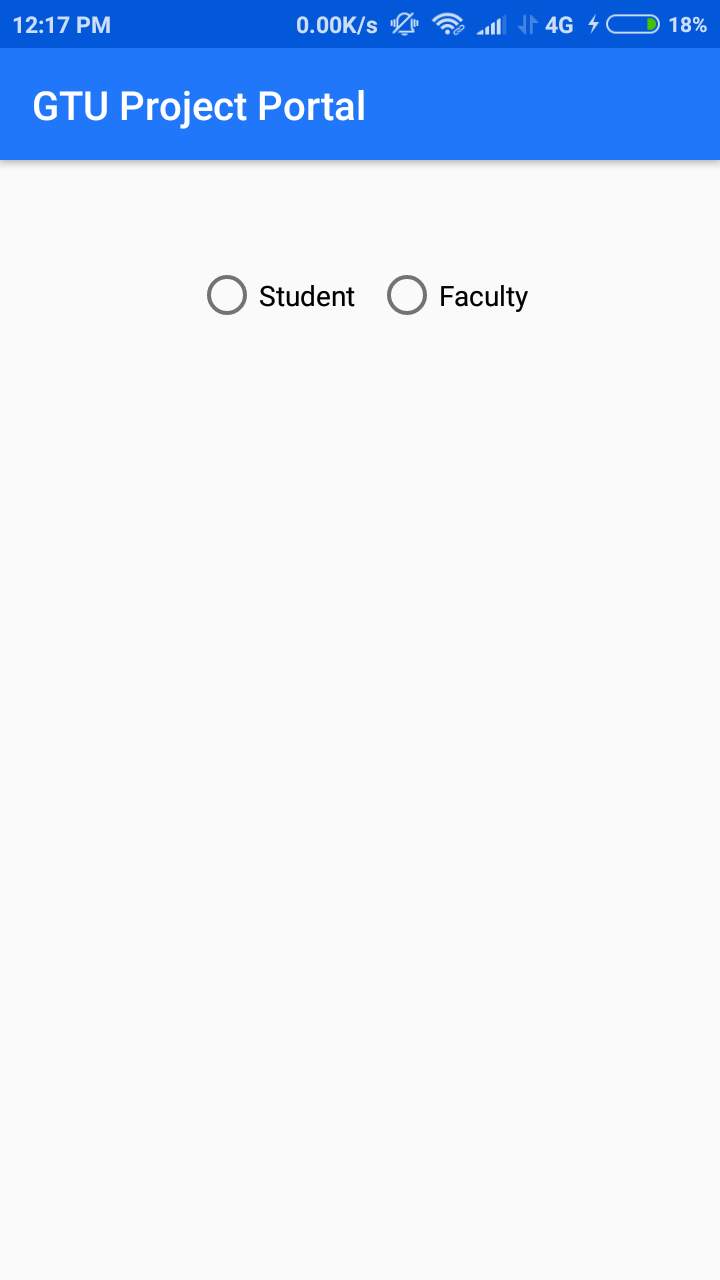 12:17 PM 0.00K/s 4G 18%
GTU Project Portal
Student Faculty